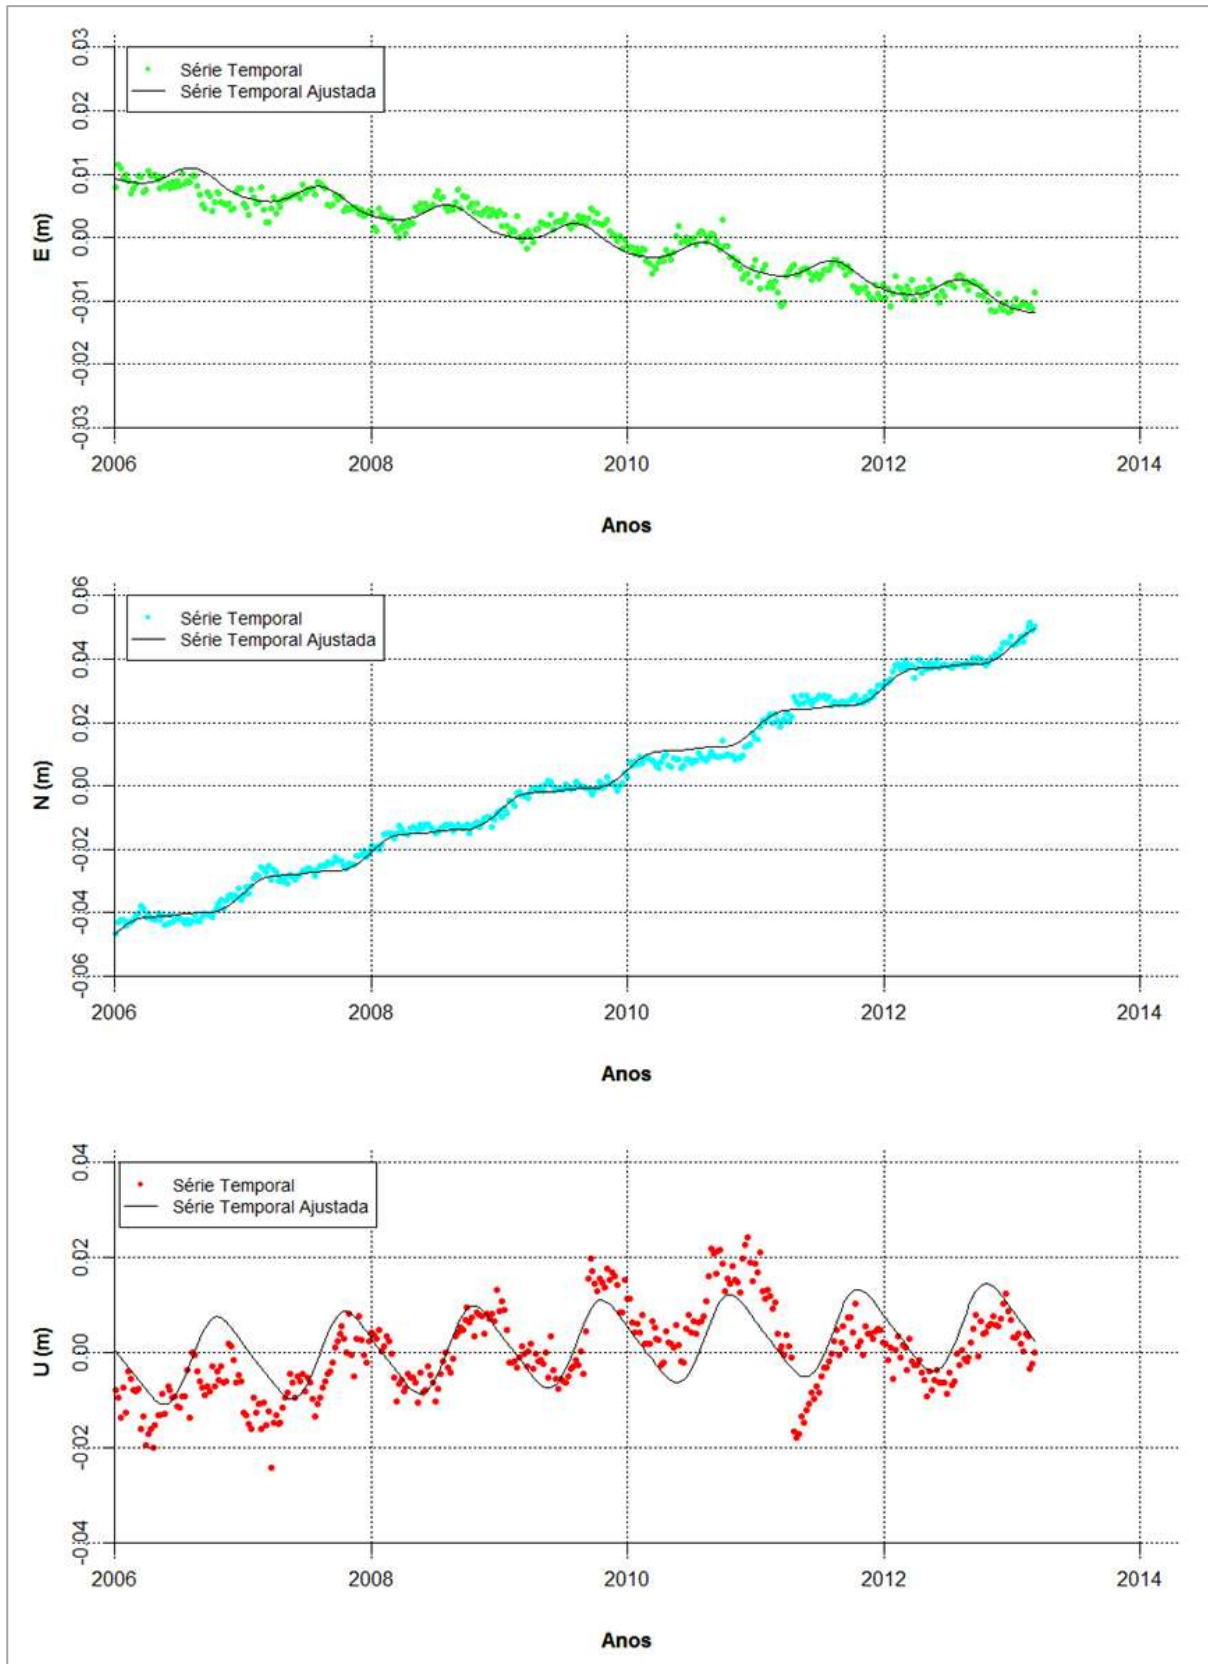 0.03
Série Temporal
Série Temporal Ajustada
0.02
0.01
E (m)
0.00
-0.01
-0.02
-0.03
2006 2008 2010 2012 2014
Anos
0.06
Série Temporal
Série Temporal Ajustada
0.04
0.02
N (m)
0.00
-0.02
-0.04
-0.06
2006 2008 2010 2012 2014
Anos
0.04
Série Temporal
Série Temporal Ajustada
0.02
U (m)
0.00
-0.02
-0.04
2006 2008 2010 2012 2014
Anos